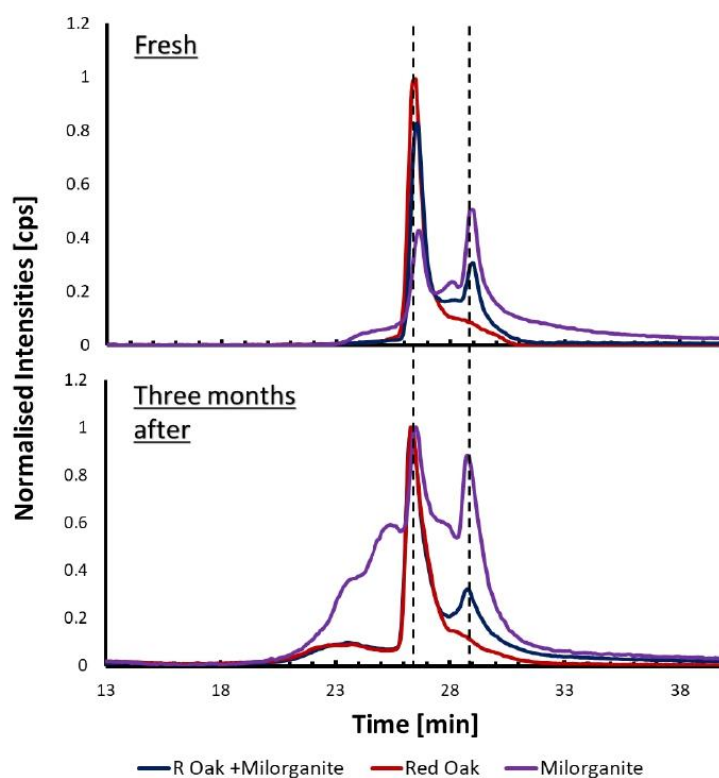 Normalised Intensities [cps]
Fresh
1.2
1
0.8
0.6
0.4
0.2
0
Three months
after
1.2
1
0.8
0.6
0.4
0.2
0
13 18 23 28 33 38
Time [min]
R Oak +Milorganite Red Oak Milorganite